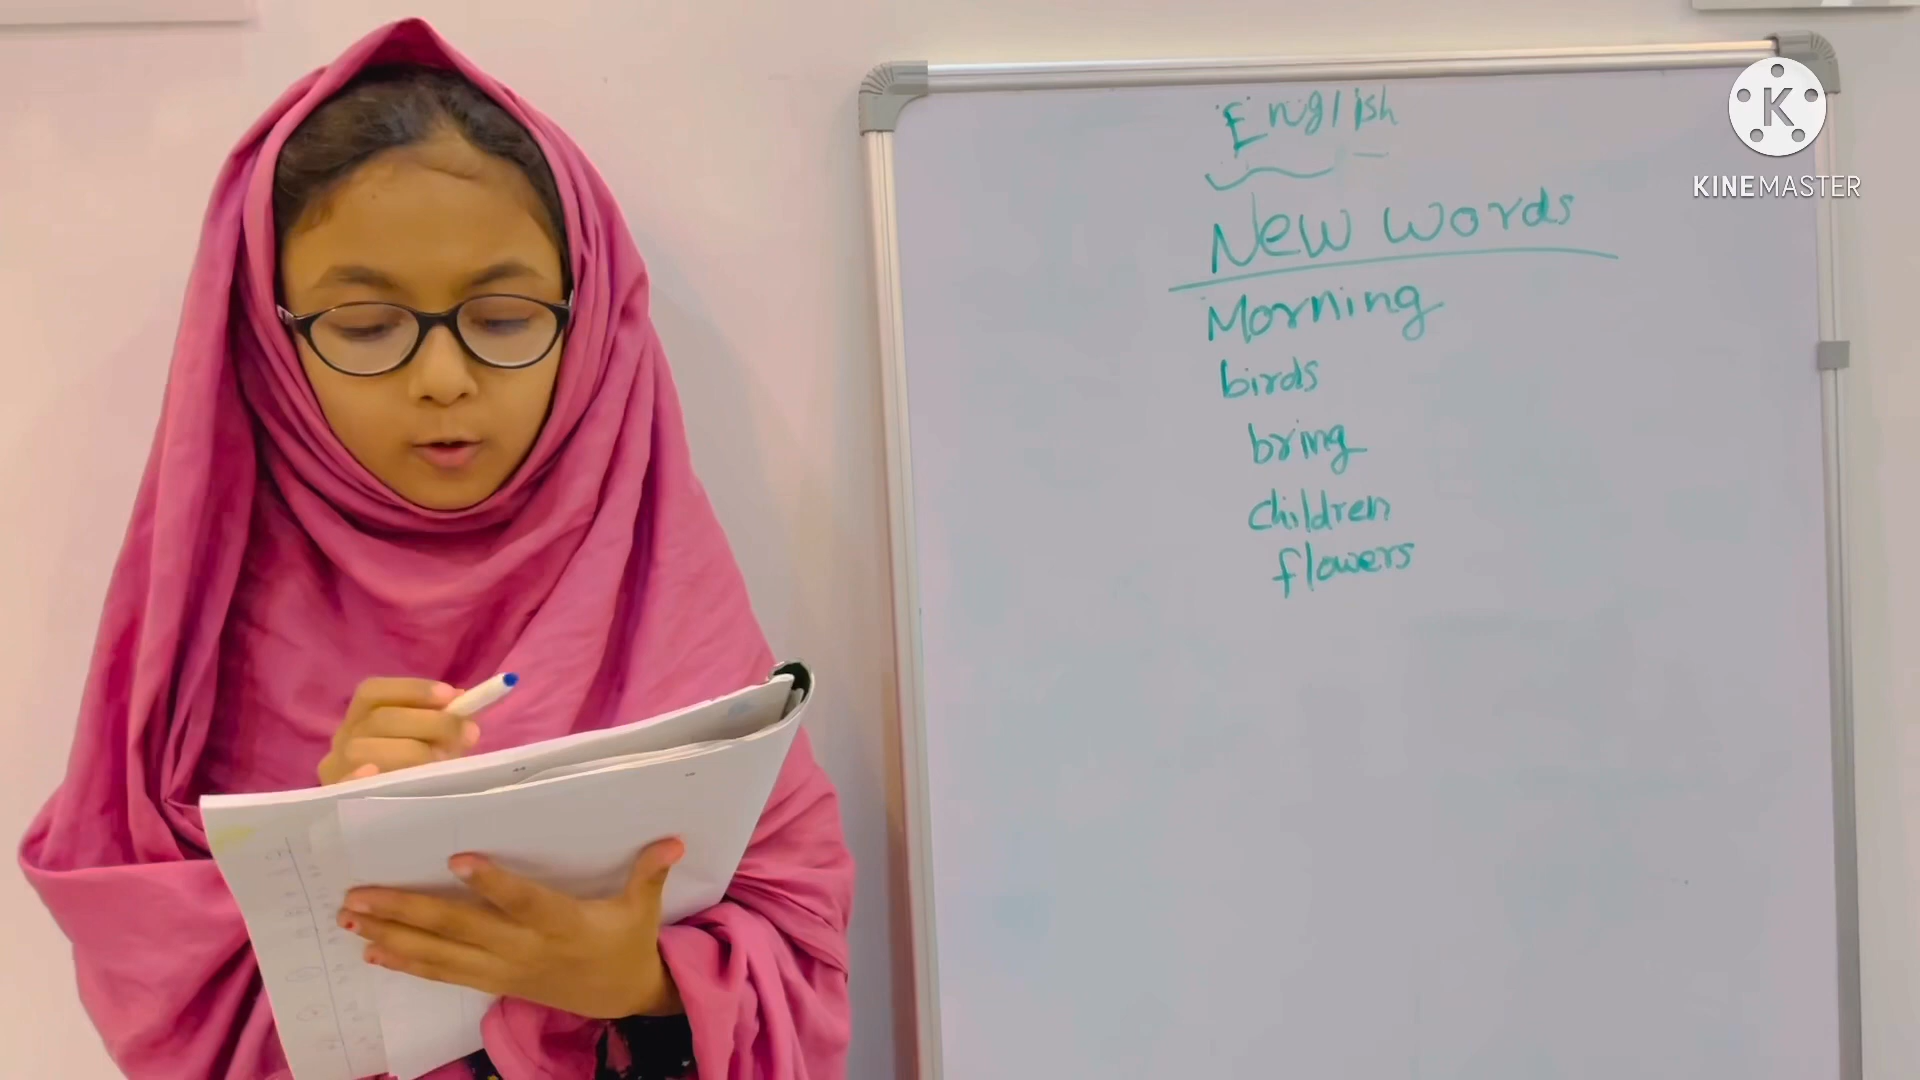 English
New words
Morning
birds
bring
children
flowers
KINEMASTER